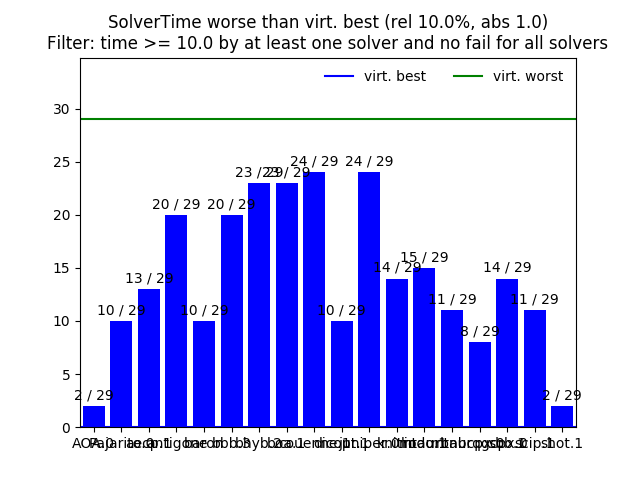 SolverTime worse than virt. best (rel 10.0%, abs 1.0)
Filter: time >= 10.0 by at least one solver and no fail for all solvers
virt. best
virt. worst
30
25
20
15
10
5
0
2 / 29
10 / 29
13 / 29
20 / 29
10 / 29
20 / 29
23 / 29
23 / 29
24 / 29
10 / 29
24 / 29
14 / 29
15 / 29
11 / 29
8 / 29
14 / 29
11 / 29
2 / 29
shot.1